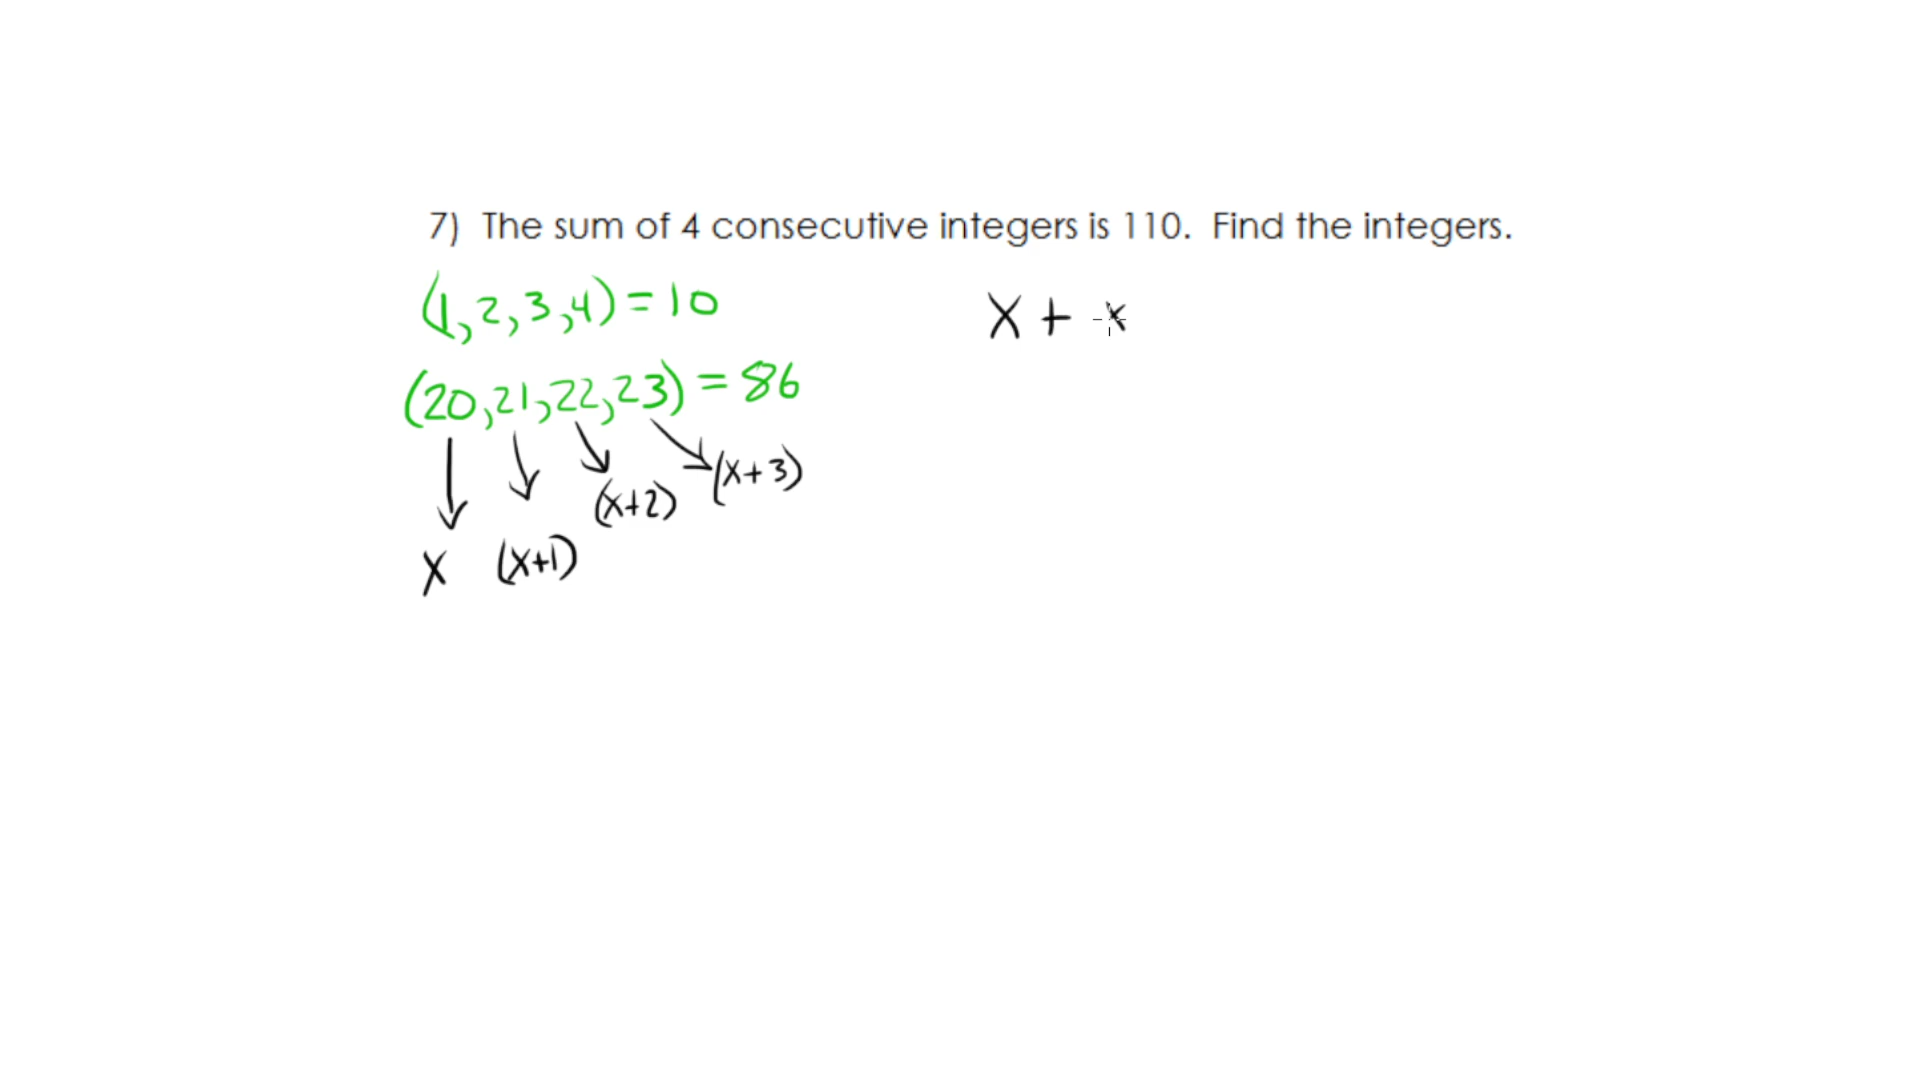 7) The sum of 4 consecutive integers is 110. Find the integers.
(1,2,3,4) = 10
X + x
(20,21,22,23) = 86
(x+3)
(x+2)
X (x+1)